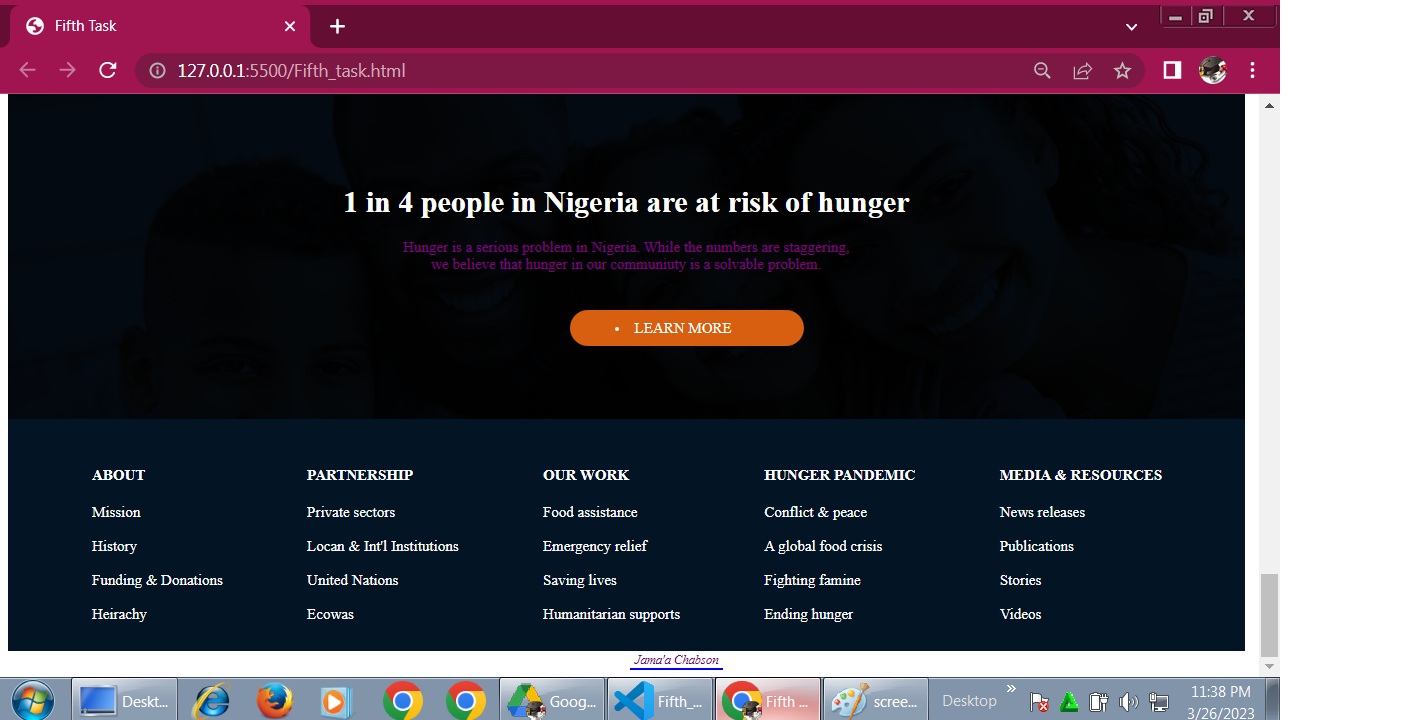 Fifth Task
127.0.0.1:5500/Fifth_task.html
1 in 4 people in Nigeria are at risk of hunger
Hunger is a serious problem in Nigeria. While the numbers are staggering,
we believe that hunger in our communiuty is a solvable problem.
• LEARN MORE
ABOUT PARTNERSHIP OUR WORK HUNGER PANDEMIC MEDIA & RESOURCES
Mission Private sectors Food assistance Conflict & peace News releases
History Locan & Int'l Institutions Emergency relief A global food crisis Publications
Funding & Donations United Nations Saving lives Fighting famine Stories
Heirachy Ecowas Humanitarian supports Ending hunger Videos
Jama'a Chabson
Deskt... Goog... Fifth_... Fifth ... scree... Desktop » 11:38 PM
3/26/2023